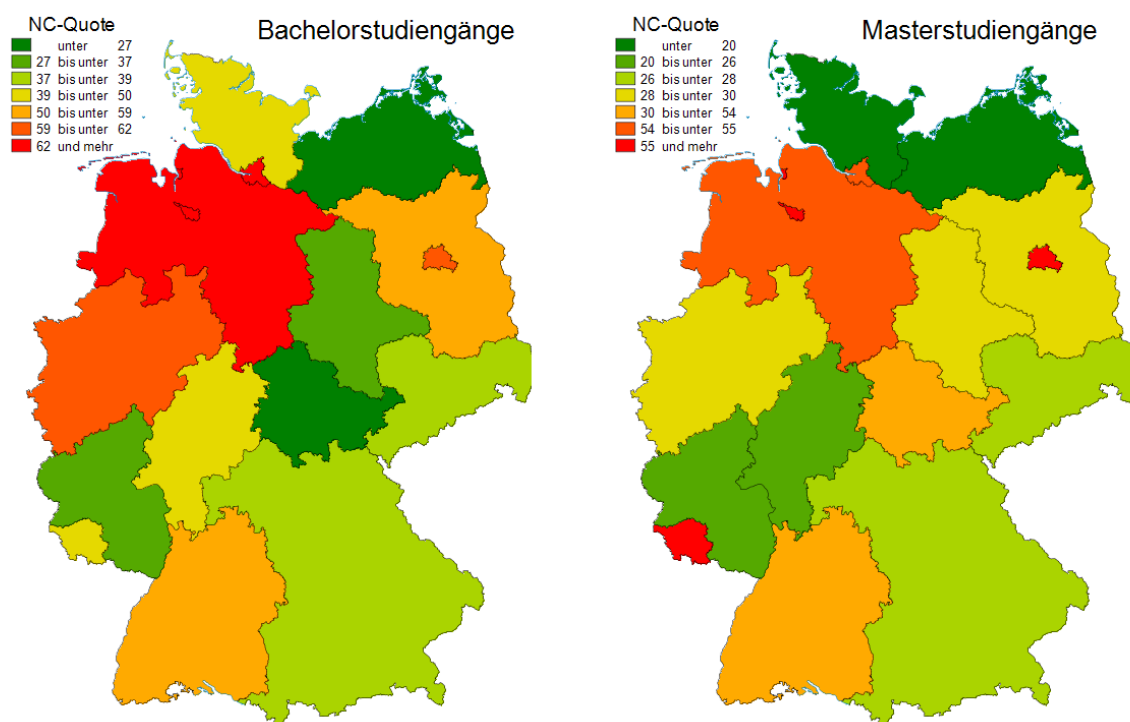 NC-Quote Bachelorstudiengänge
unter 27
27 bis unter 37
37 bis unter 39
39 bis unter 50
50 bis unter 59
59 bis unter 62
62 und mehr
NC-Quote Masterstudiengänge
unter 20
20 bis unter 26
26 bis unter 28
28 bis unter 30
30 bis unter 54
54 bis unter 55
55 und mehr